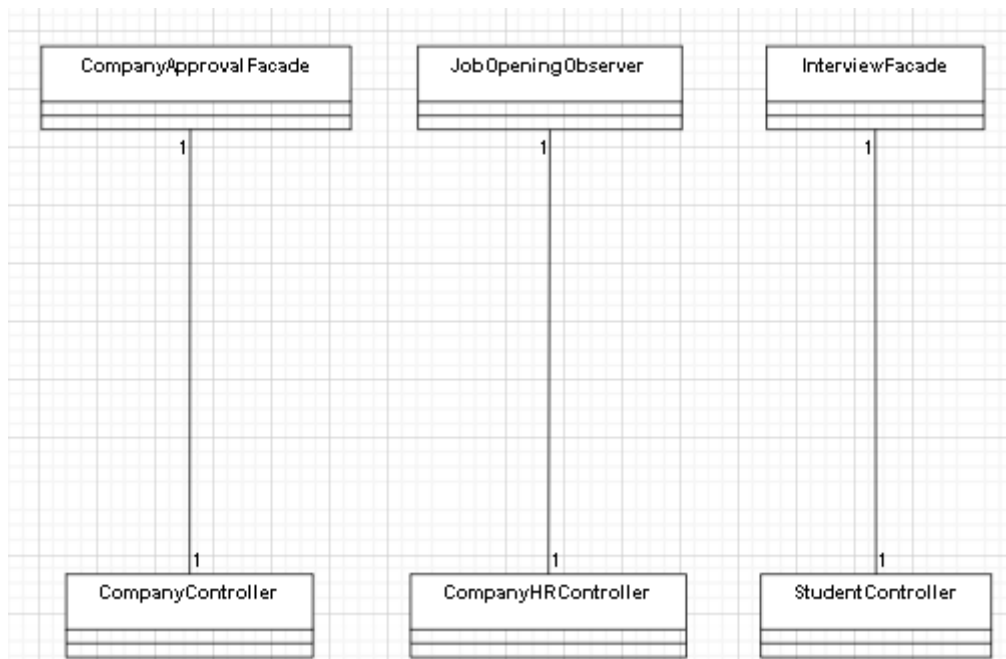 CompanyApprovalFacade
JobOpeningObserver
InterviewFacade
1
1
1
1
1
1
CompanyController
CompanyHRController
StudentController